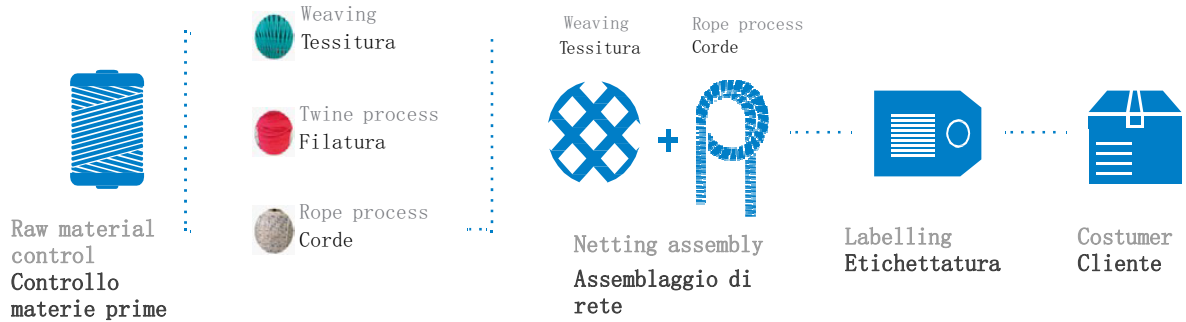 Raw material
control
Controllo
materie prime
Weaving
Tessitura
Twine process
Filatura
Rope process
Corde
Weaving
Tessitura
Rope process
Corde
Netting assembly
Assemblaggio di
rete
Labelling
Etichettatura
Costumer
Cliente